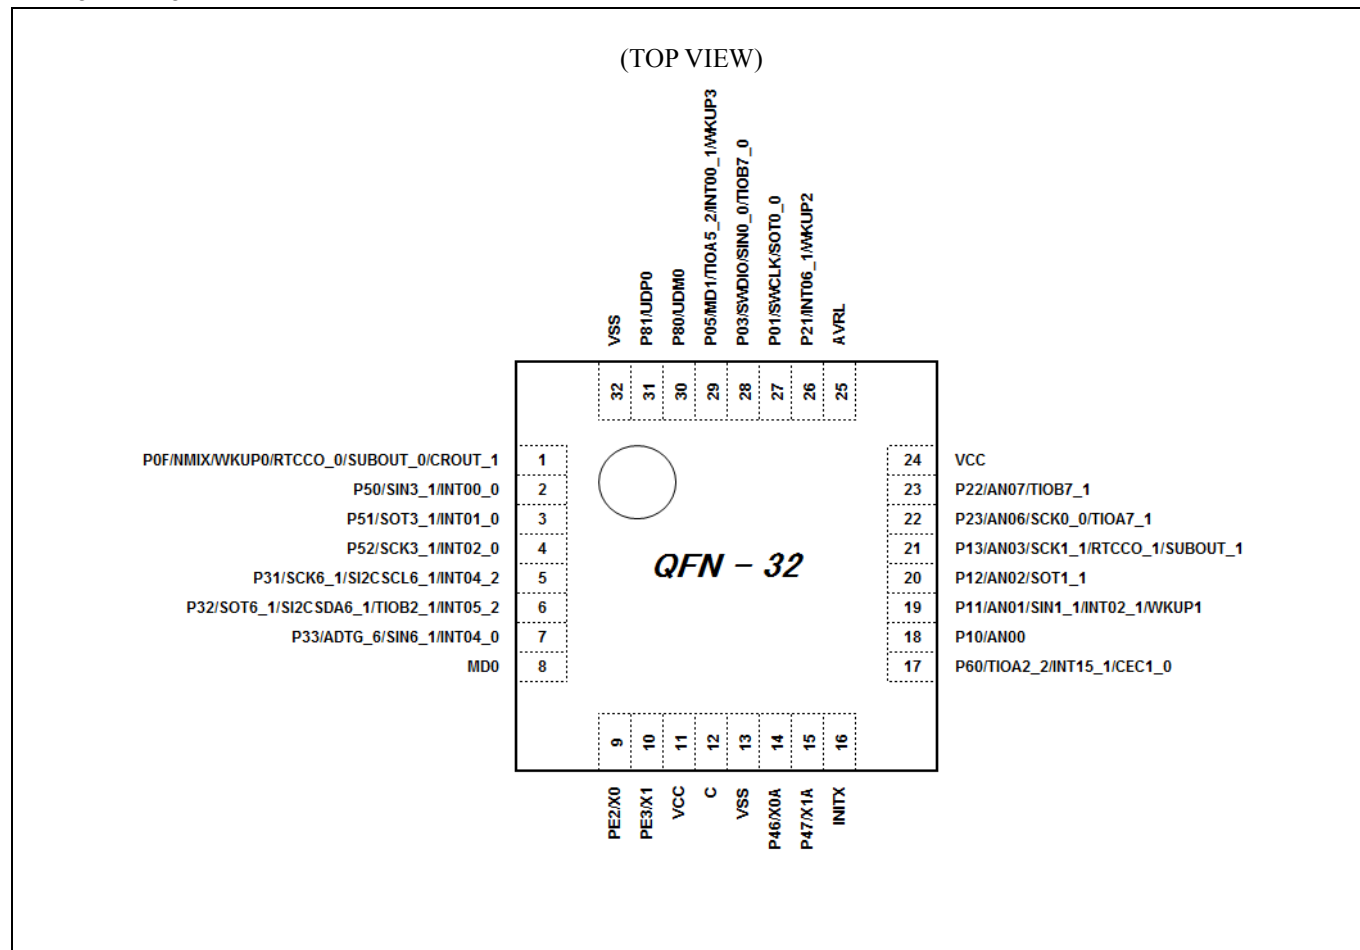 (TOP VIEW)
VSS
P81/UDP0
P80/UDM0
P05/MD1/TIOA5_2/INT00_1/WKUP3
P03/SWDIO/SIN0_0/TIOB7_0
P01/SWCLK/SOT0_0
P21/INT06_1/WKUP2
AVRL
32 31 30 29 28 27 26 25
P0F/NMIX/WKUP0/RTCCO_0/SUBOUT_0/CROUT_1 1
24 VCC
P50/SIN3_1/INT00_0 2
23 P22/AN07/TIOB7_1
P51/SOT3_1/INT01_0 3
22 P23/AN06/SCK0_0/TIOA7_1
P52/SCK3_1/INT02_0 4
21 P13/AN03/SCK1_1/RTCCO_1/SUBOUT_1
QFN - 32
P31/SCK6_1/SI2CSCL6_1/INT04_2 5
20 P12/AN02/SOT1_1
P32/SOT6_1/SI2CSDA6_1/TIOB2_1/INT05_2 6
19 P11/AN01/SIN1_1/INT02_1/WKUP1
P33/ADTG_6/SIN6_1/INT04_0 7
18 P10/AN00
MD0 8
17 P60/TIOA2_2/INT15_1/CEC1_0
9 10 11 12 13 14 15 16
PE2/X0
PE3/X1
VCC
C
VSS
P46/X0A
P47/X1A
INITX